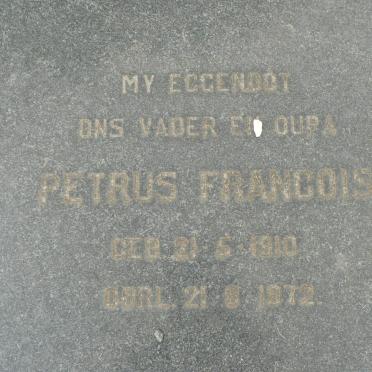 MY EGGENOOT
ONS VADER EN OUPA
PETRUS FRANCOIS
GEB. 21 5 1910
OORL. 21 8 1972